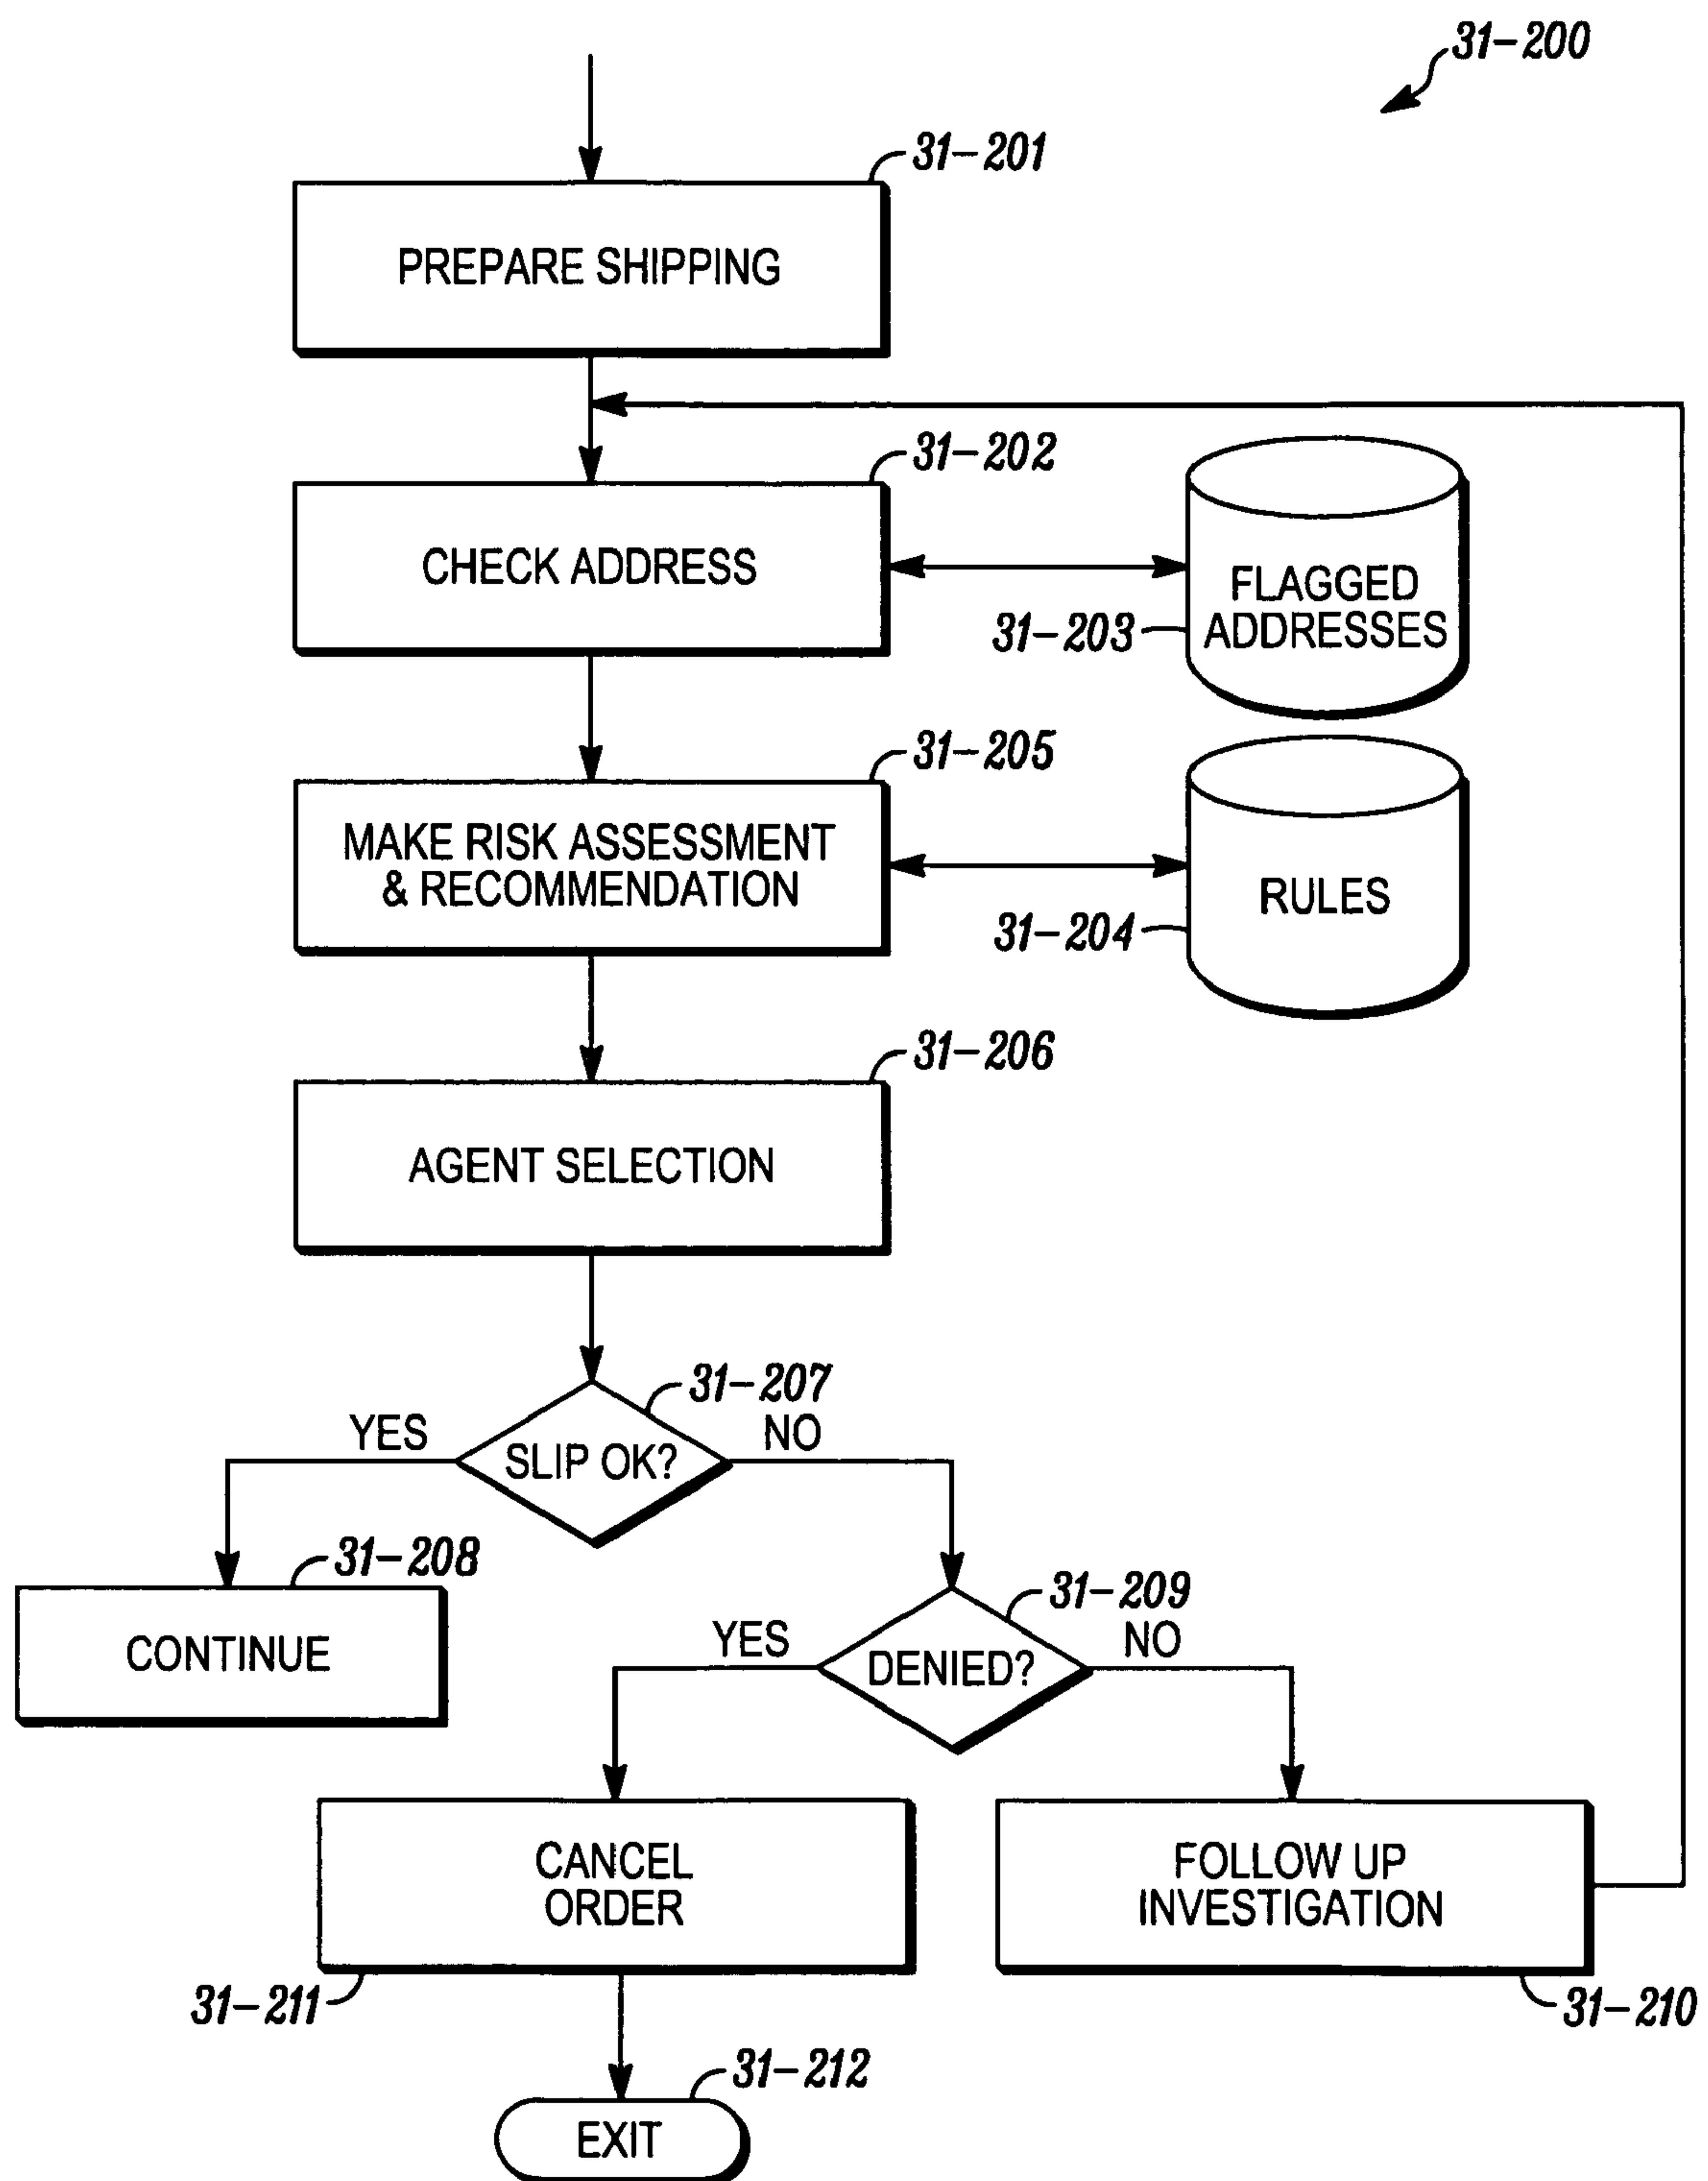 31-200
31-201
PREPARE SHIPPING
31-202
CHECK ADDRESS
FLAGGED
ADDRESSES
31-203
31-205
MAKE RISK ASSESSMENT
& RECOMMENDATION
RULES
31-204
31-206
AGENT SELECTION
31-207
YES
NO
SLIP OK?
31-208
CONTINUE
31-209
YES
NO
DENIED?
CANCEL
ORDER
31-211
FOLLOW UP
INVESTIGATION
31-210
31-212
EXIT